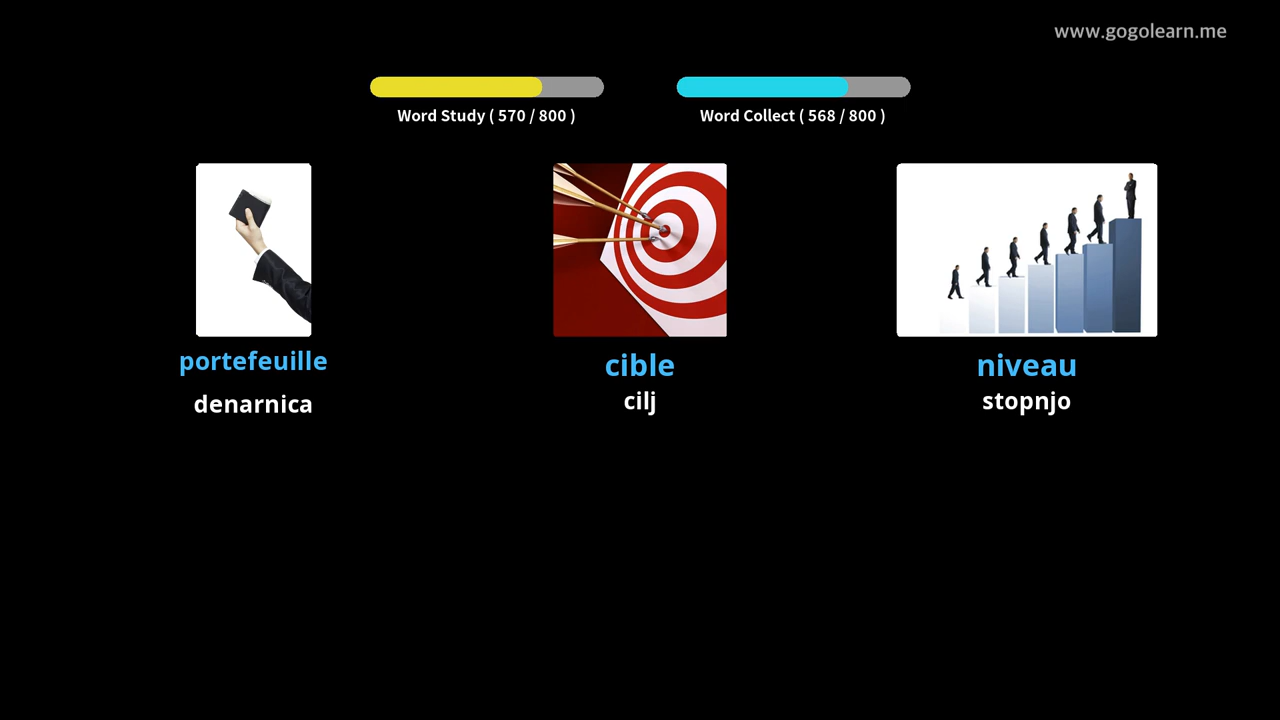 www.gogolearn.me
Word Study ( 570 / 800 )
Word Collect ( 568 / 800 )
portefeuille
denarnica
cible
cilj
niveau
stopnjo